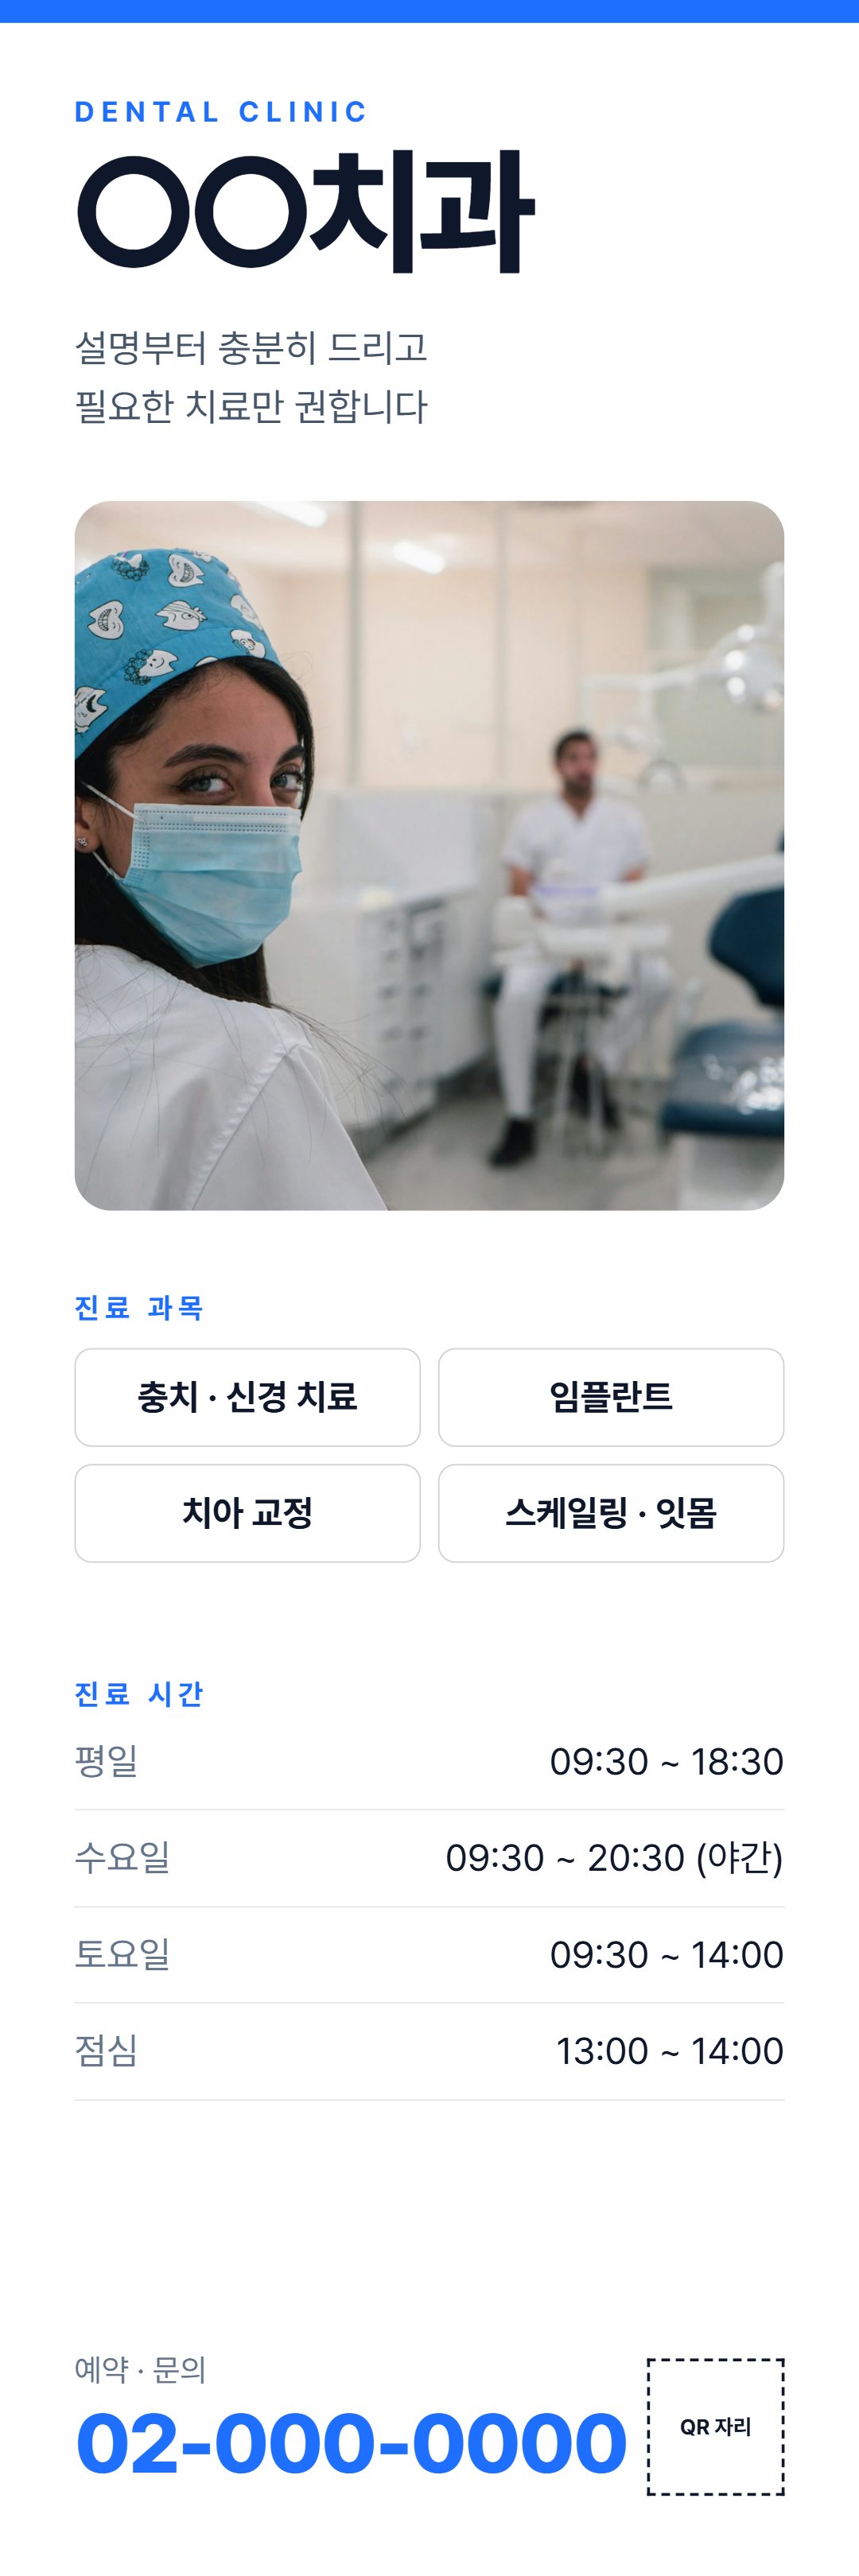 DENTAL CLINIC
○○치과
설명부터 충분히 드리고
필요한 치료만 권합니다
진료 과목
충치 · 신경 치료
임플란트
치아 교정
스케일링 · 잇몸
진료 시간
평일 09:30 ~ 18:30
수요일 09:30 ~ 20:30 (야간)
토요일 09:30 ~ 14:00
점심 13:00 ~ 14:00
예약 · 문의
02-000-0000
QR 자리